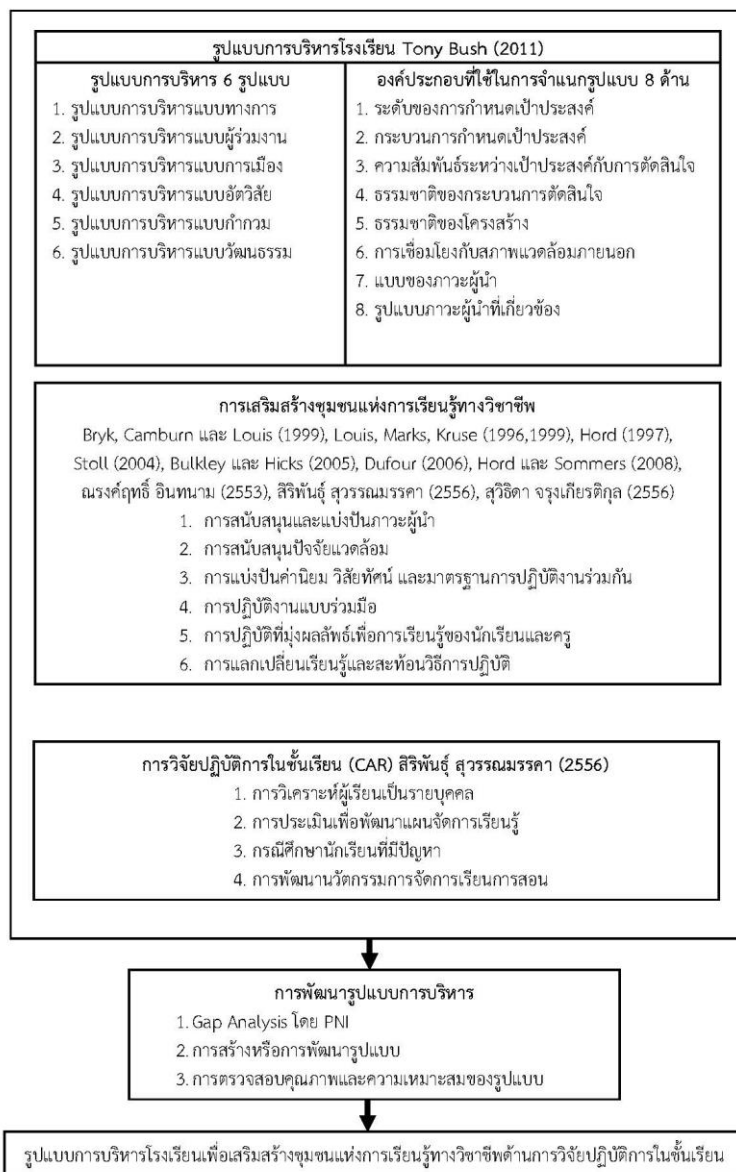 รูปแบบการบริหารโรงเรียน Tony Bush (2011)
รูปแบบการบริหาร 6 รูปแบบ
1. รูปแบบการบริหารแบบทางการ
2. รูปแบบการบริหารแบบผู้ร่วมงาน
3. รูปแบบการบริหารแบบการเมือง
4. รูปแบบการบริหารแบบอัตวิสัย
5. รูปแบบการบริหารแบบกำกวม
6. รูปแบบการบริหารแบบวัฒนธรรม
องค์ประกอบที่ใช้ในการจำแนกรูปแบบ 8 ด้าน
1. ระดับของการกำหนดเป้าประสงค์
2. กระบวนการกำหนดเป้าประสงค์
3. ความสัมพันธ์ระหว่างเป้าประสงค์กับการตัดสินใจ
4. ธรรมชาติของกระบวนการตัดสินใจ
5. ธรรมชาติของโครงสร้าง
6. การเชื่อมโยงกับสภาพแวดล้อมภายนอก
7. แบบของภาวะผู้นำ
8. รูปแบบภาวะผู้นำที่เกี่ยวข้อง
การเสริมสร้างชุมชนแห่งการเรียนรู้ทางวิชาชีพ
Bryk, Camburn และ Louis (1999), Louis, Marks, Kruse (1996,1999), Hord (1997),
Stoll (2004), Bulkley และ Hicks (2005), Dufour (2006), Hord และ Sommers (2008),
ณรงค์ฤทธิ์ อินทนาม (2553), สิริพันธุ์ สุวรรณมรรคา (2556), สุวิธิดา จรุงเกียรติกุล (2556)
1. การสนับสนุนและแบ่งปันภาวะผู้นำ
2. การสนับสนุนปัจจัยแวดล้อม
3. การแบ่งปันค่านิยม วิสัยทัศน์ และมาตรฐานการปฏิบัติงานร่วมกัน
4. การปฏิบัติงานแบบร่วมมือ
5. การปฏิบัติที่มุ่งผลลัพธ์เพื่อการเรียนรู้ของนักเรียนและครู
6. การแลกเปลี่ยนเรียนรู้และสะท้อนวิธีการปฏิบัติ
การวิจัยปฏิบัติการในชั้นเรียน (CAR) สิริพันธุ์ สุวรรณมรรคา (2556)
1. การวิเคราะห์ผู้เรียนเป็นรายบุคคล
2. การประเมินเพื่อพัฒนาแผนจัดการเรียนรู้
3. กรณีศึกษานักเรียนที่มีปัญหา
4. การพัฒนานวัตกรรมการจัดการเรียนการสอน
การพัฒนารูปแบบการบริหาร
1. Gap Analysis โดย PNI
2. การสร้างหรือการพัฒนารูปแบบ
3. การตรวจสอบคุณภาพและความเหมาะสมของรูปแบบ
รูปแบบการบริหารโรงเรียนเพื่อเสริมสร้างชุมชนแห่งการเรียนรู้ทางวิชาชีพด้านการวิจัยปฏิบัติการในชั้นเรียน